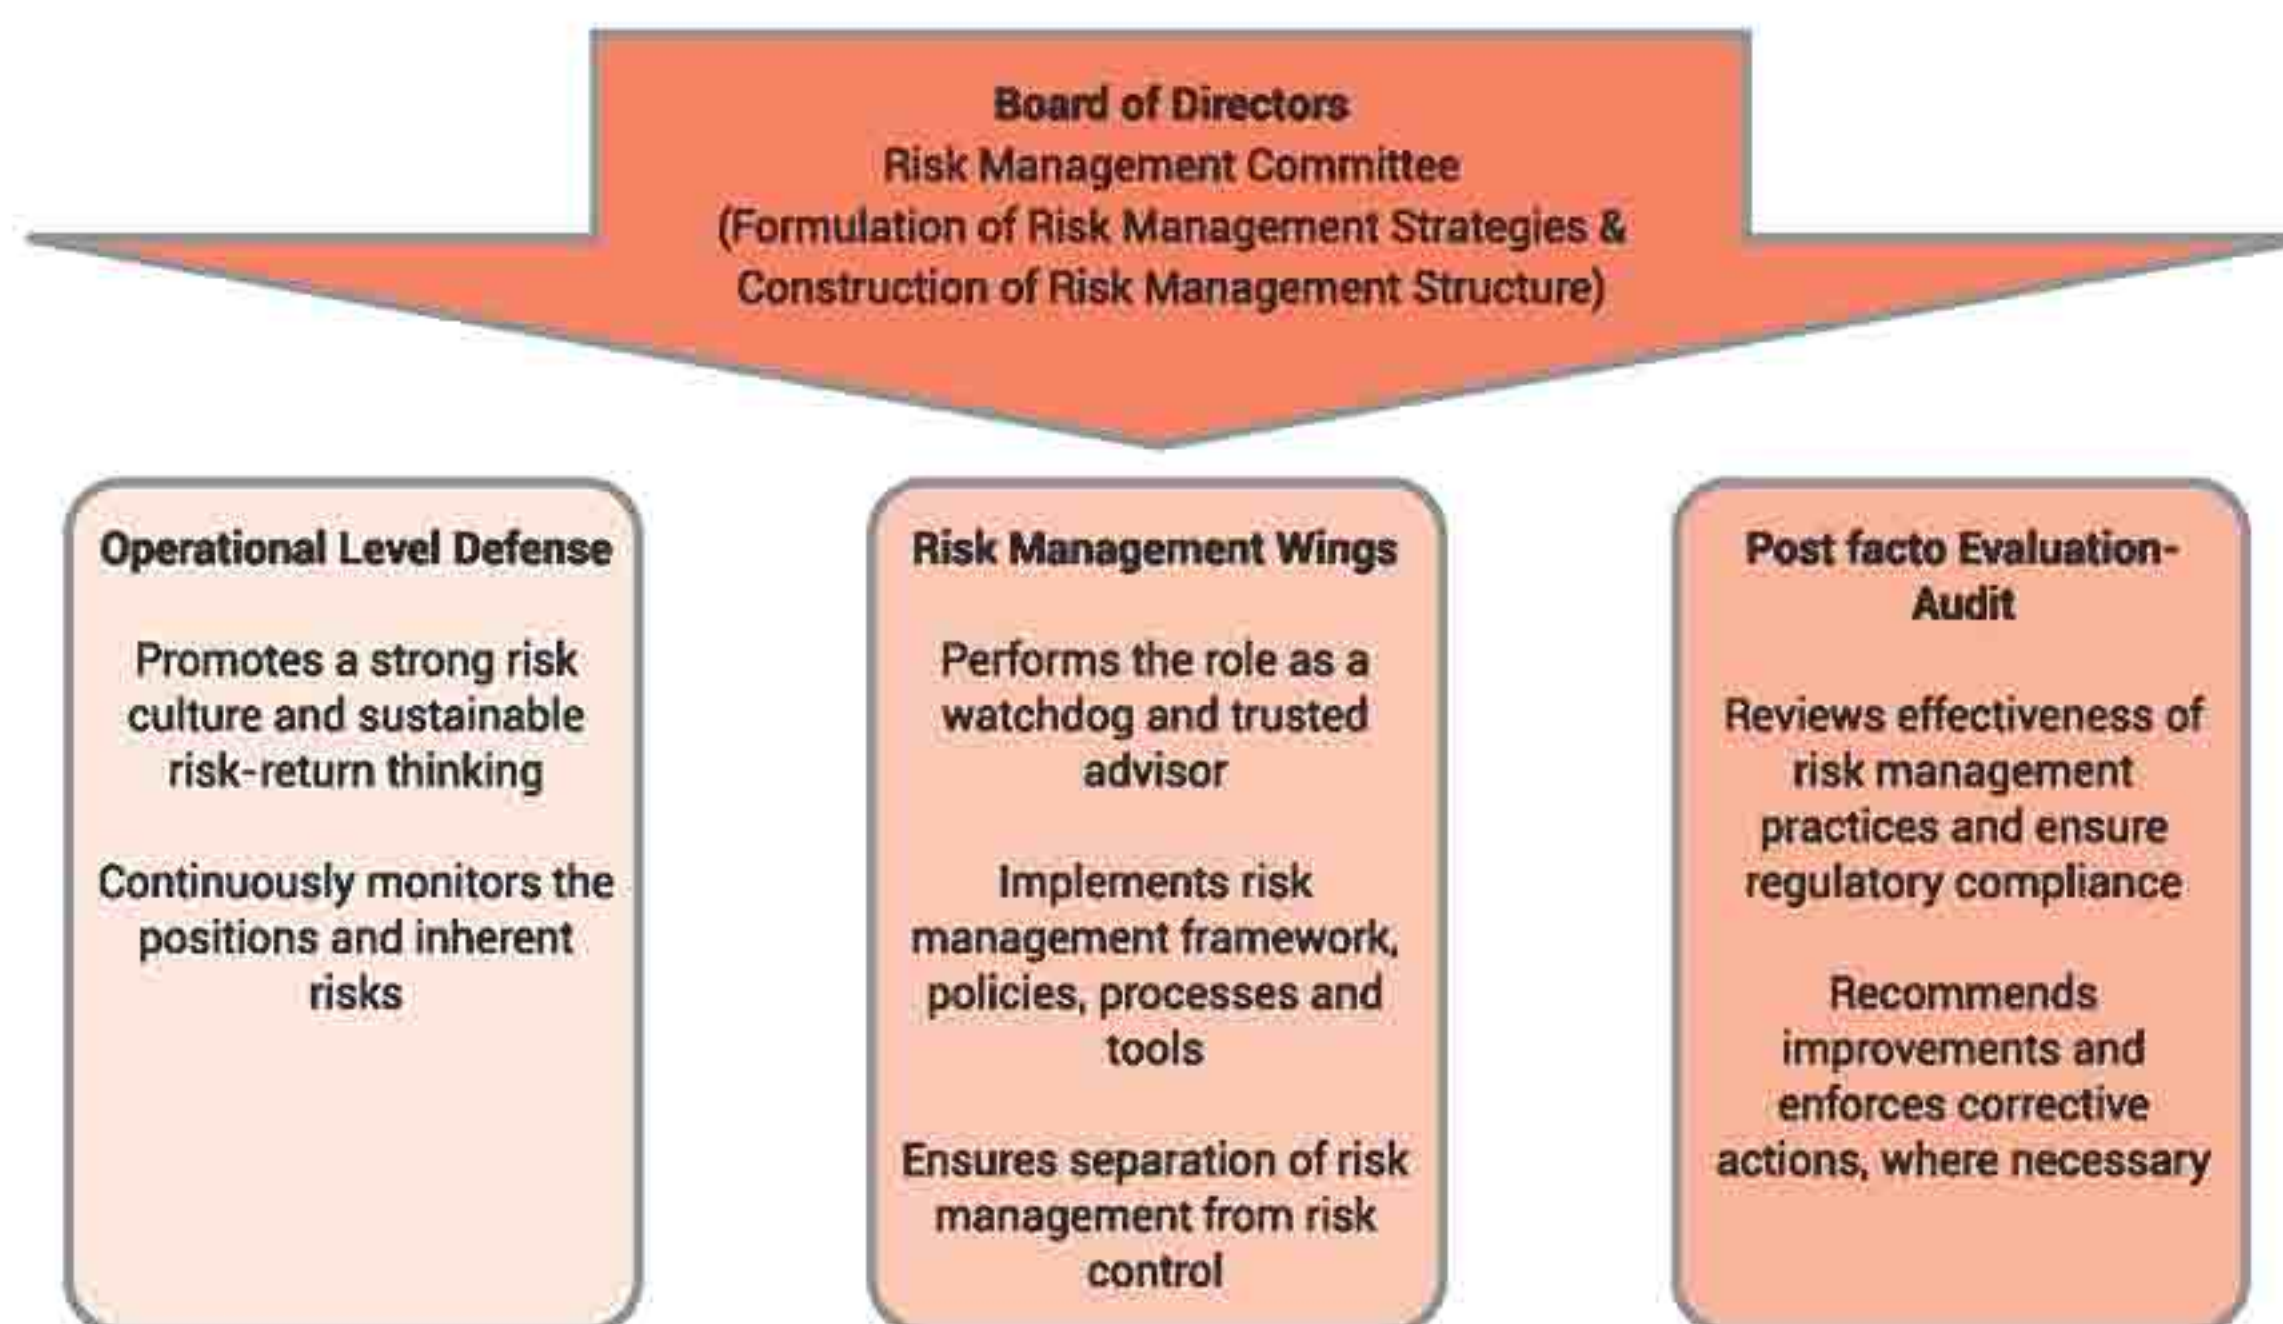 Board of Directors
Risk Management Committee
(Formulation of Risk Management Strategies &
Construction of Risk Management Structure)
Operational Level Defense
Promotes a strong risk
culture and sustainable
risk-return thinking
Continuously monitors the
positions and inherent
risks
Risk Management Wings
Performs the role as a
watchdog and trusted
advisor
Implements risk
management framework,
policies, processes and
tools
Ensures separation of risk
management from risk
control
Post facto Evaluation-
Audit
Reviews effectiveness of
risk management
practices and ensure
regulatory compliance
Recommends
improvements and
enforces corrective
actions, where necessary